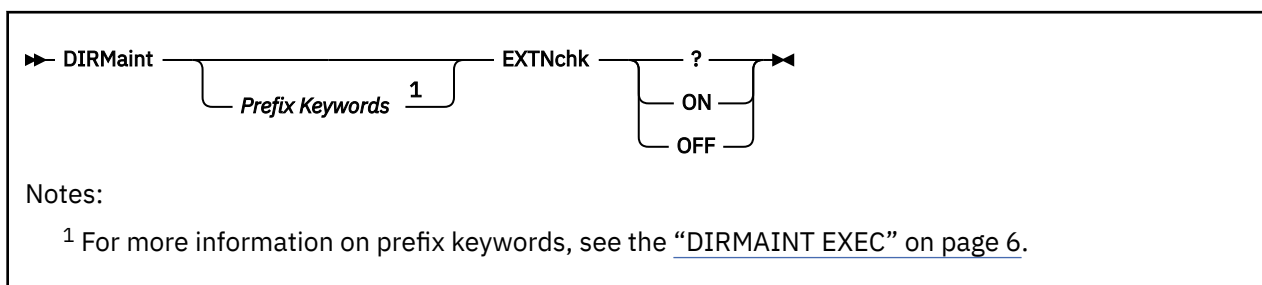 DIRMaint EXTNchk ?
Prefix Keywords 1
ON
OFF
Notes:
1 For more information on prefix keywords, see the “DIRMAINT EXEC” on page 6.